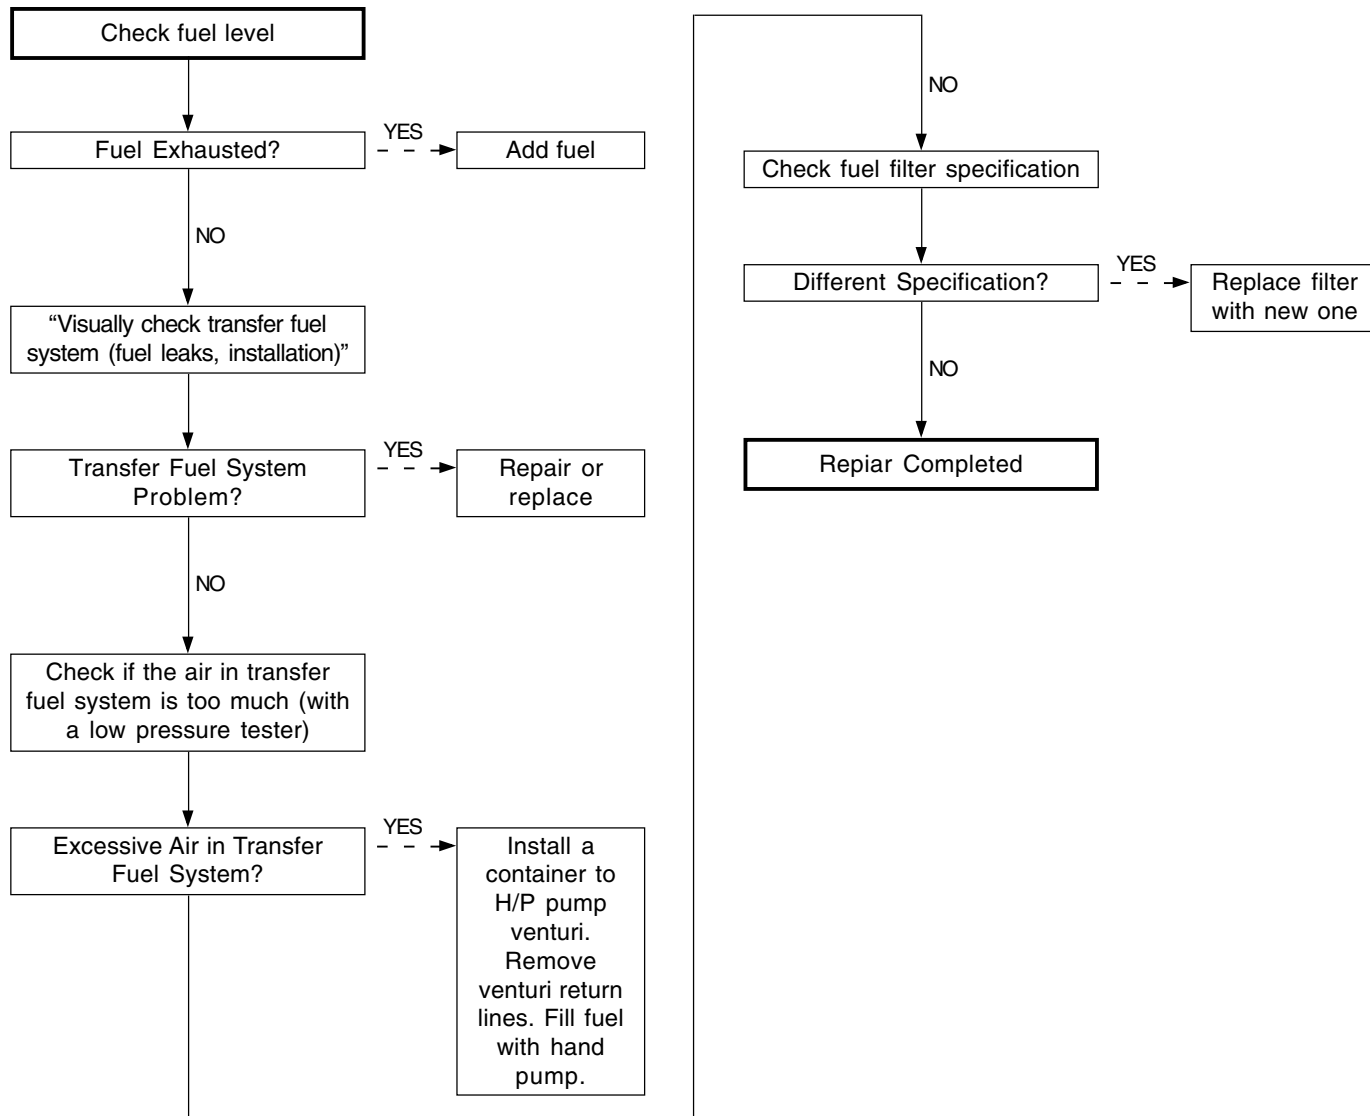 Check fuel level
Fuel Exhausted?
YES
Add fuel
NO
“Visually check transfer fuel
system (fuel leaks, installation)”
Transfer Fuel System
Problem?
YES
Repair or
replace
NO
Check if the air in transfer
fuel system is too much (with
a low pressure tester)
Excessive Air in Transfer
Fuel System?
YES
Install a
container to
H/P pump
venturi.
Remove
venturi return
lines. Fill fuel
with hand
pump.
NO
Check fuel filter specification
Different Specification?
YES
Replace filter
with new one
NO
Repiar Completed